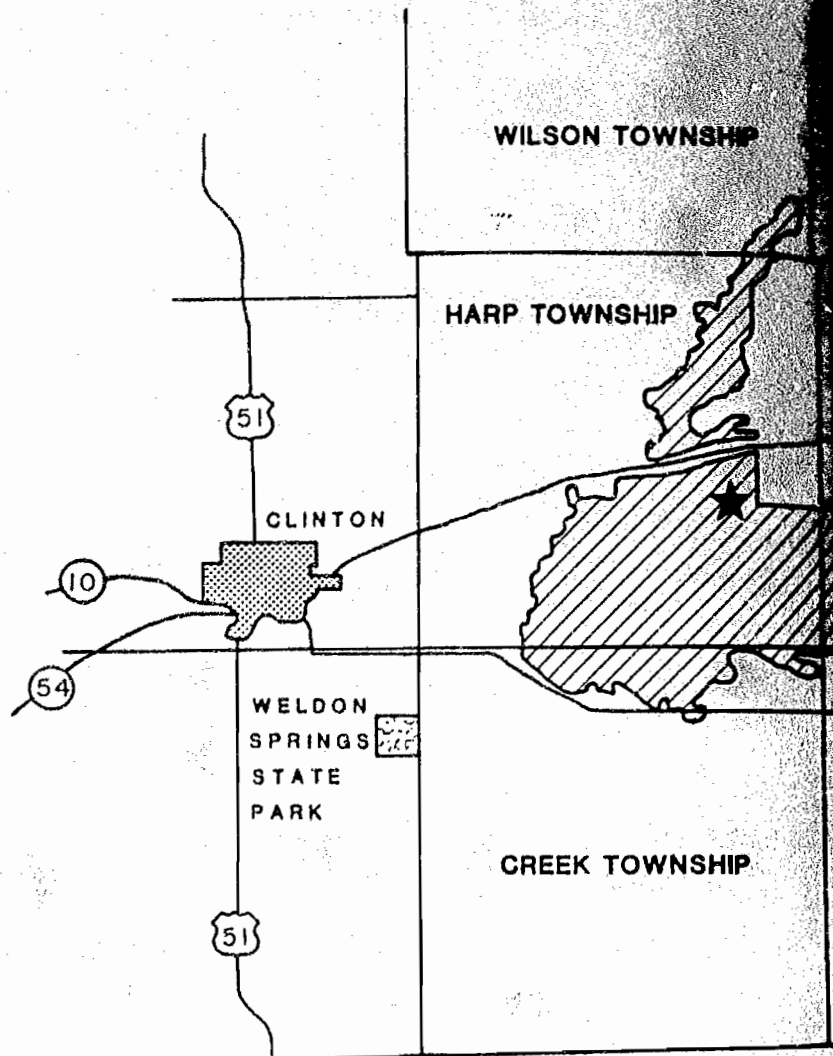 WILSON TOWNSHIP
HARP TOWNSHIP
51
CLINTON
10
54
WELDON
SPRINGS
STATE
PARK
CREEK TOWNSHIP
51